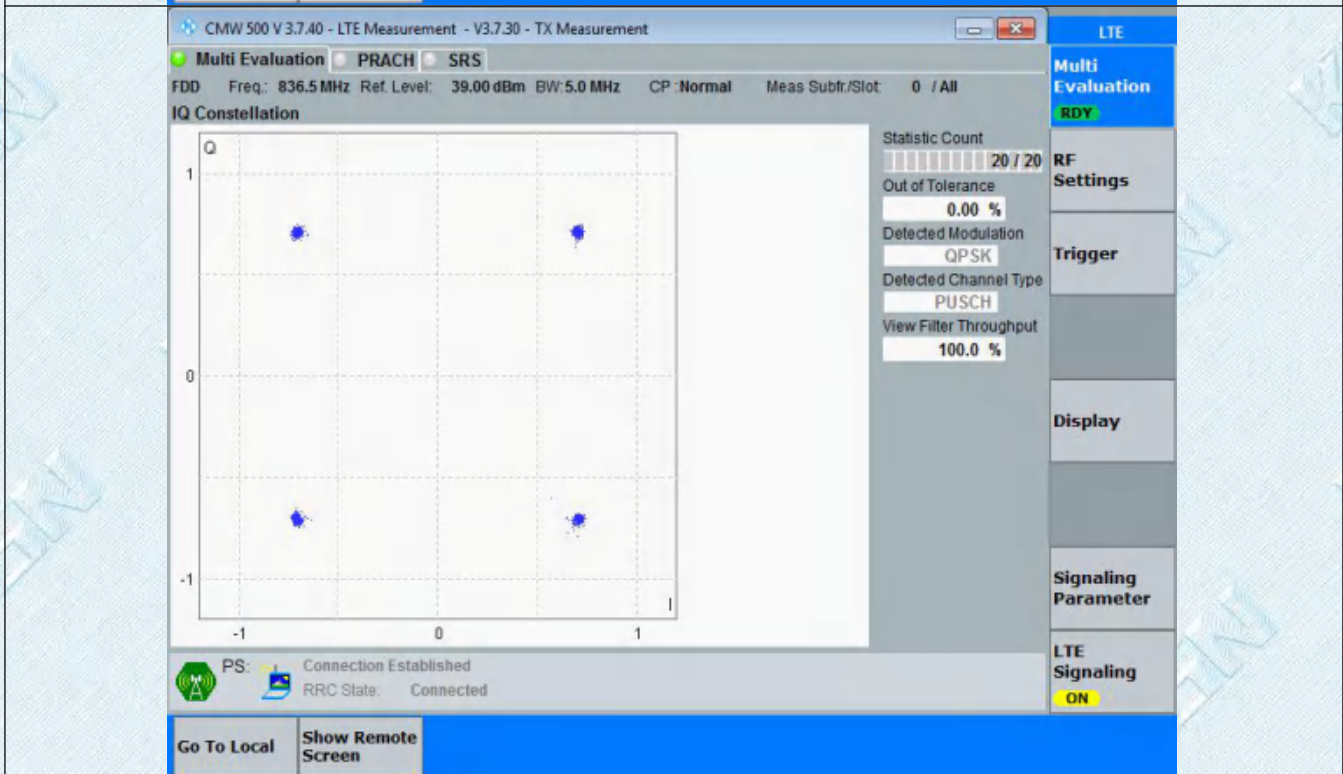 CMW 500 V 3.7.40 - LTE Measurement - V3.7.30 - TX Measurement
Multi Evaluation PRACH SRS
FDD Freq.: 836.5 MHz Ref. Level: 39.00 dBm BW: 5.0 MHz CP :Normal Meas Subfr./Slot: 0 / All
IQ Constellation
Q
1
0
-1
I
-1 0 1
Statistic Count
20 / 20
Out of Tolerance
0.00 %
Detected Modulation
QPSK
Detected Channel Type
PUSCH
View Filter Throughput
100.0 %
PS: Connection Established
RRC State: Connected
LTE
Multi
Evaluation
RDY
RF
Settings
Trigger
Display
Signaling
Parameter
LTE
Signaling
ON
Go To Local
Show Remote
Screen